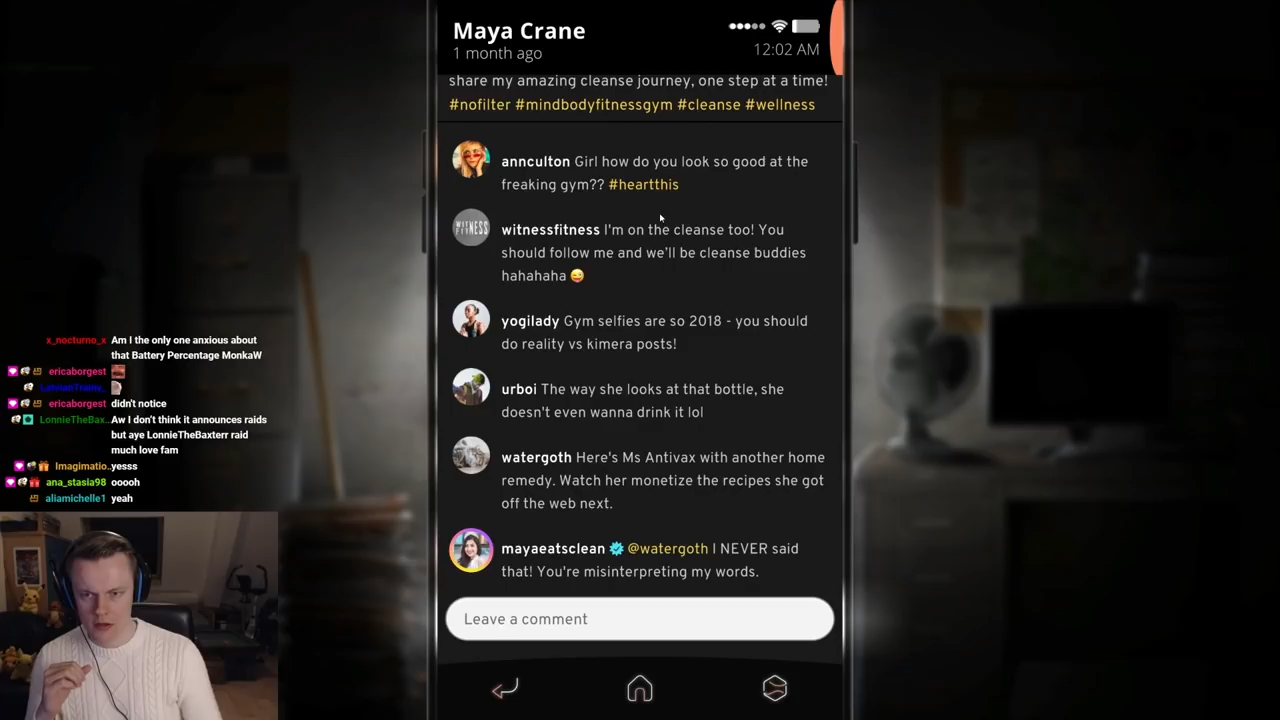 Maya Crane
1 month ago
12:02 AM
share my amazing cleanse journey, one step at a time!
#nofilter #mindbodyfitnessgym #cleanse #wellness
annculton Girl how do you look so good at the
freaking gym?? #heartthis
WITNESS
FITNESS
witnessfitness I'm on the cleanse too! You
should follow me and we'll be cleanse buddies
hahahaha 😜
yogilady Gym selfies are so 2018 - you should
do reality vs kimera posts!
urboi The way she looks at that bottle, she
doesn't even wanna drink it lol
watergoth Here's Ms Antivax with another home
remedy. Watch her monetize the recipes she got
off the web next.
mayaeatsclean @watergoth I NEVER said
that! You're misinterpreting my words.
Leave a comment
x_nocturno_x Am I the only one anxious about
that Battery Percentage MonkaW
ericaborgest
ericaborgest didn't notice
LonnieTheBax.. Aw I don't think it announces raids
but aye LonnieTheBaxterr raid
much love fam
Imaginatio.. yesss
ana_stasia98 ooooh
aliamichelle1 yeah